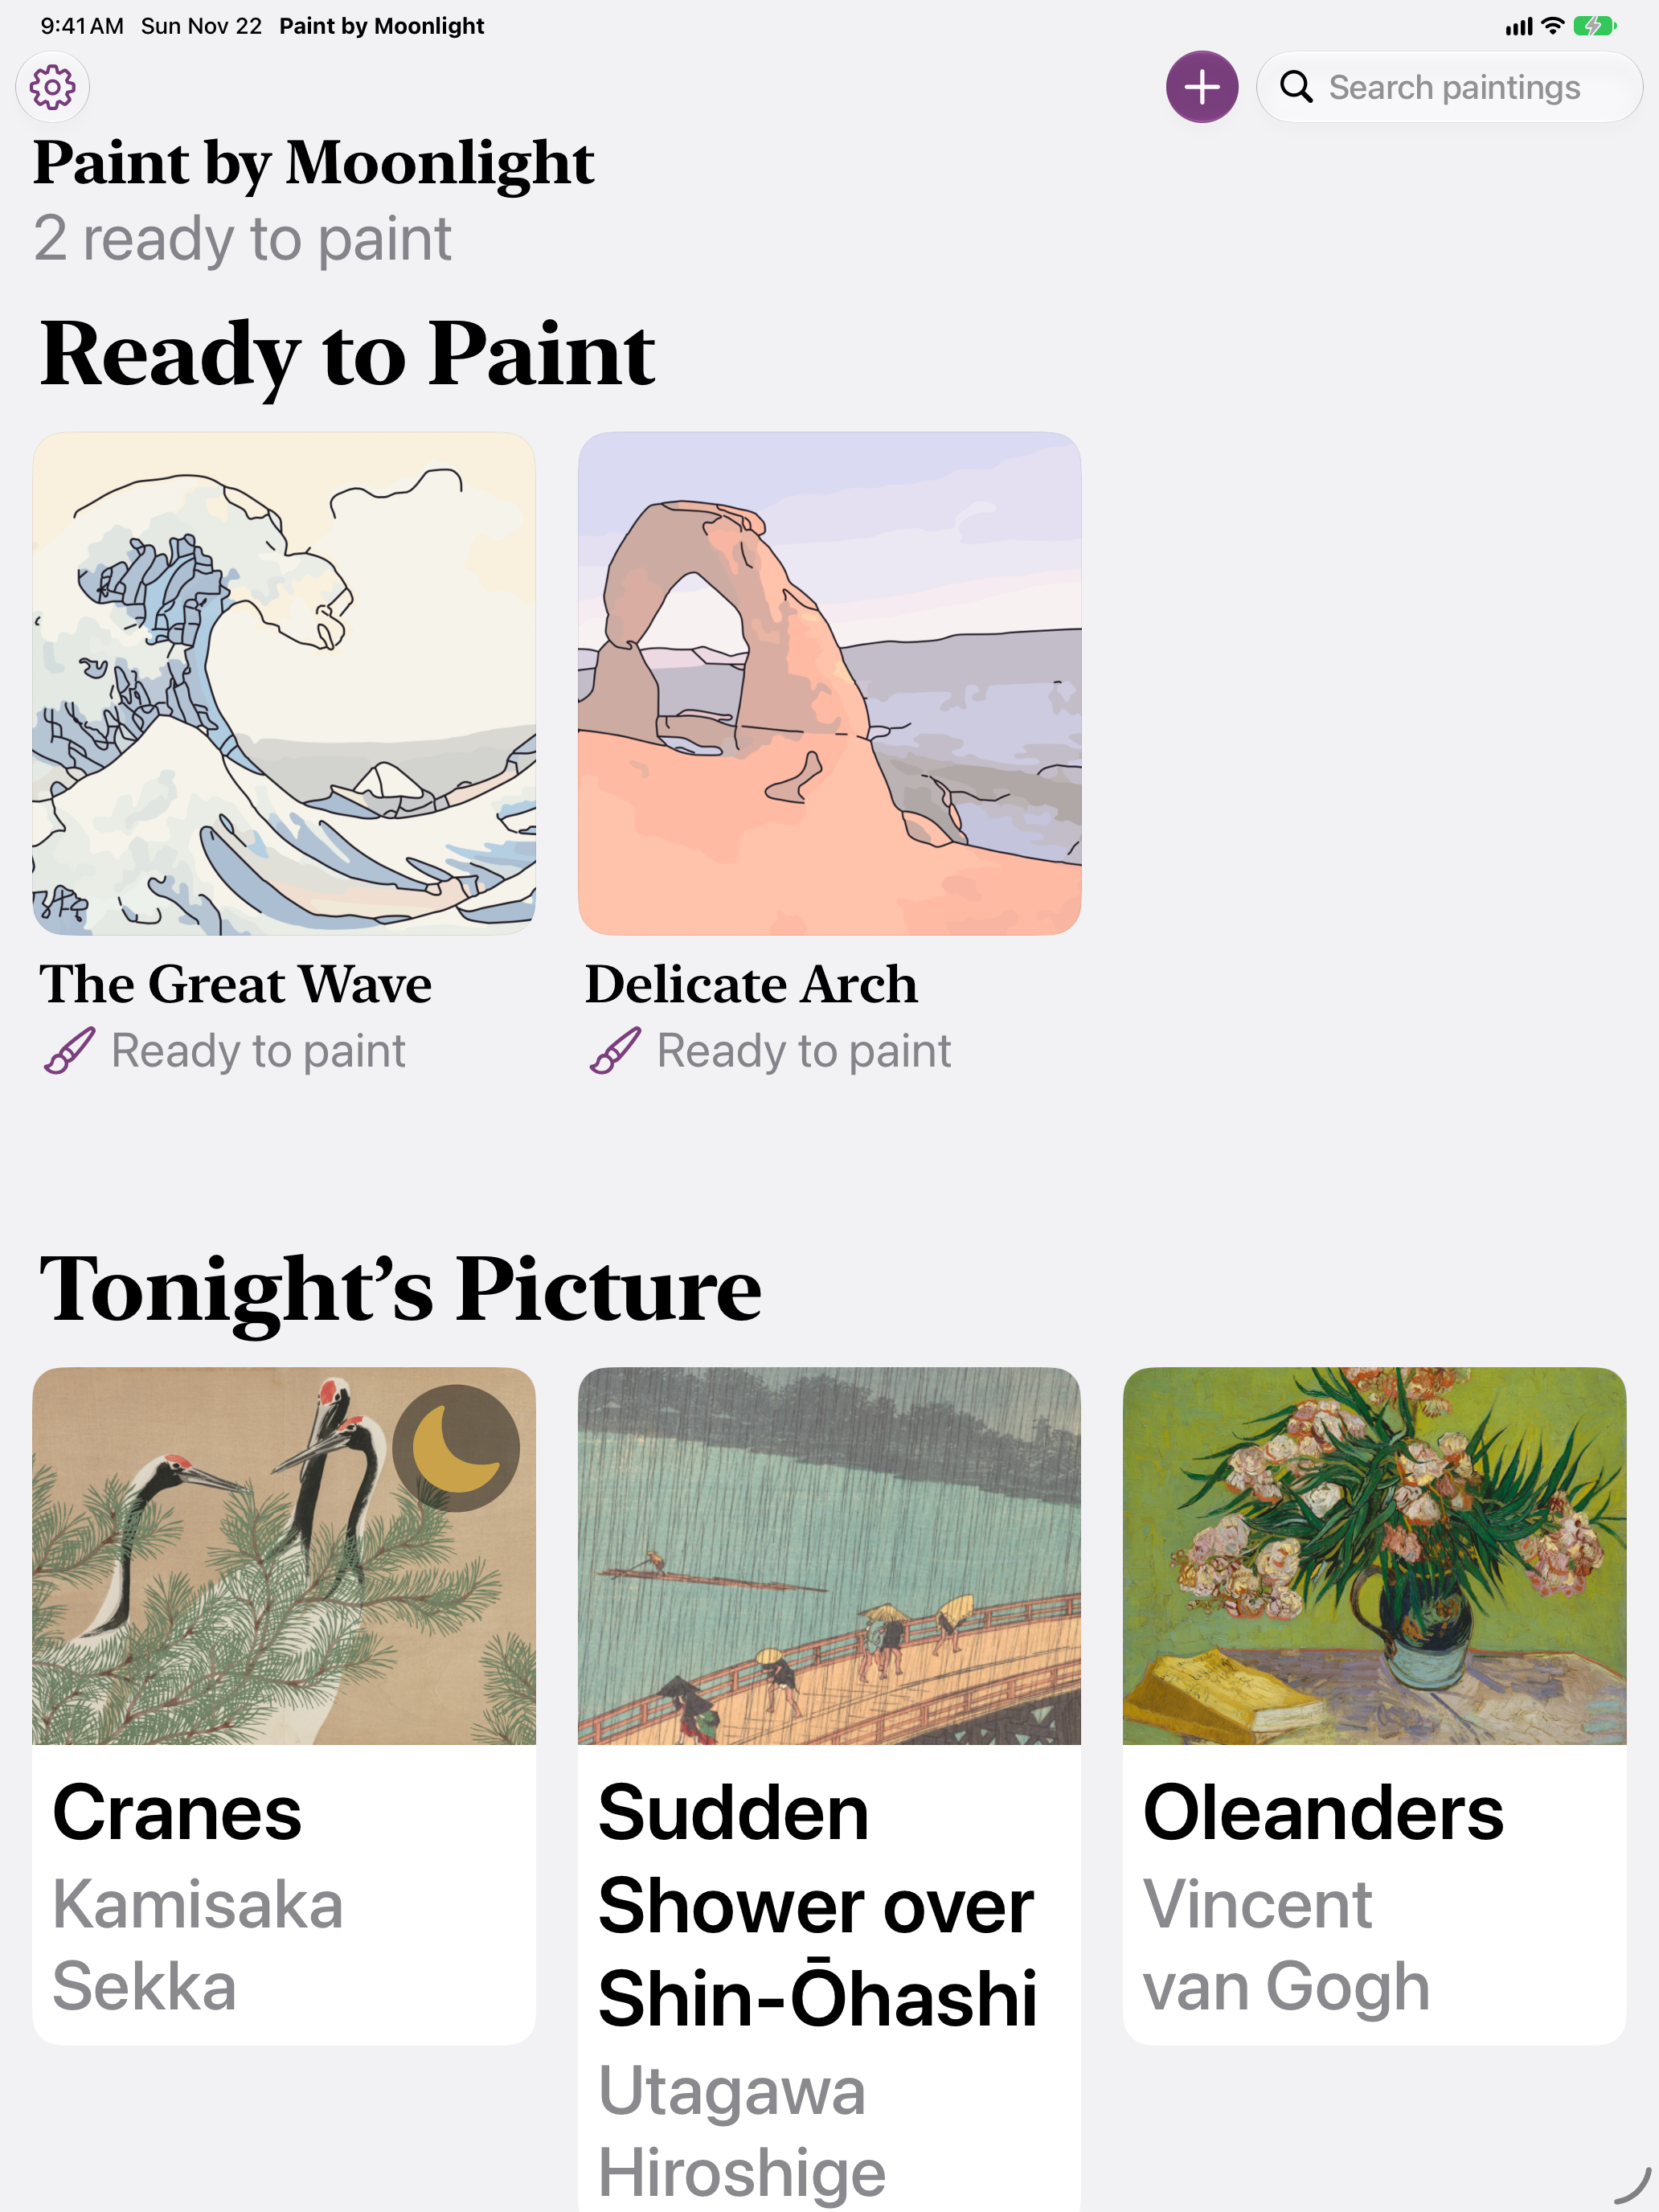 9:41 AM Sun Nov 22 Paint by Moonlight
Search paintings
Paint by Moonlight
2 ready to paint
Ready to Paint
The Great Wave
Ready to paint
Delicate Arch
Ready to paint
Tonight’s Picture
Cranes
Kamisaka
Sekka
Sudden
Shower over
Shin-Ōhashi
Utagawa
Hiroshige
Oleanders
Vincent
van Gogh